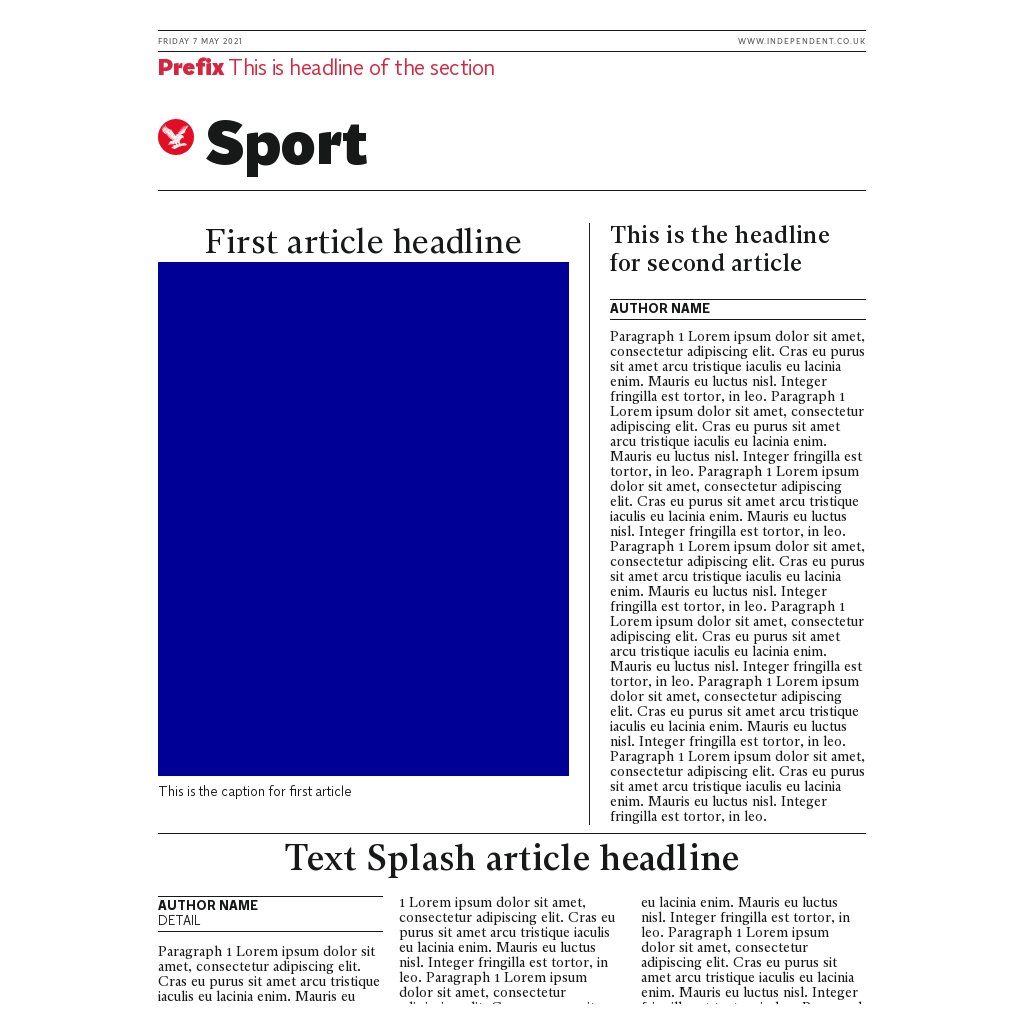 FRIDAY 7 MAY 2021
WWW.INDEPENDENT.CO.UK
Prefix This is headline of the section
Sport
First article headline
This is the caption for first article
This is the headline
for second article
AUTHOR NAME
Paragraph 1 Lorem ipsum dolor sit amet,
consectetur adipiscing elit. Cras eu purus
sit amet arcu tristique iaculis eu lacinia
enim. Mauris eu luctus nisl. Integer
fringilla est tortor, in leo. Paragraph 1
Lorem ipsum dolor sit amet, consectetur
adipiscing elit. Cras eu purus sit amet
arcu tristique iaculis eu lacinia enim.
Mauris eu luctus nisl. Integer fringilla est
tortor, in leo. Paragraph 1 Lorem ipsum
dolor sit amet, consectetur adipiscing
elit. Cras eu purus sit amet arcu tristique
iaculis eu lacinia enim. Mauris eu luctus
nisl. Integer fringilla est tortor, in leo.
Paragraph 1 Lorem ipsum dolor sit amet,
consectetur adipiscing elit. Cras eu purus
sit amet arcu tristique iaculis eu lacinia
enim. Mauris eu luctus nisl. Integer
fringilla est tortor, in leo. Paragraph 1
Lorem ipsum dolor sit amet, consectetur
adipiscing elit. Cras eu purus sit amet
arcu tristique iaculis eu lacinia enim.
Mauris eu luctus nisl. Integer fringilla est
tortor, in leo. Paragraph 1 Lorem ipsum
dolor sit amet, consectetur adipiscing
elit. Cras eu purus sit amet arcu tristique
iaculis eu lacinia enim. Mauris eu luctus
nisl. Integer fringilla est tortor, in leo.
Paragraph 1 Lorem ipsum dolor sit amet,
consectetur adipiscing elit. Cras eu purus
sit amet arcu tristique iaculis eu lacinia
enim. Mauris eu luctus nisl. Integer
fringilla est tortor, in leo.
Text Splash article headline
AUTHOR NAME
DETAIL
Paragraph 1 Lorem ipsum dolor sit
amet, consectetur adipiscing elit.
Cras eu purus sit amet arcu tristique
iaculis eu lacinia enim. Mauris eu
1 Lorem ipsum dolor sit amet,
consectetur adipiscing elit. Cras eu
purus sit amet arcu tristique iaculis
eu lacinia enim. Mauris eu luctus
nisl. Integer fringilla est tortor, in
leo. Paragraph 1 Lorem ipsum
dolor sit amet, consectetur
eu lacinia enim. Mauris eu luctus
nisl. Integer fringilla est tortor, in
leo. Paragraph 1 Lorem ipsum
dolor sit amet, consectetur
adipiscing elit. Cras eu purus sit
amet arcu tristique iaculis eu lacinia
enim. Mauris eu luctus nisl. Integer